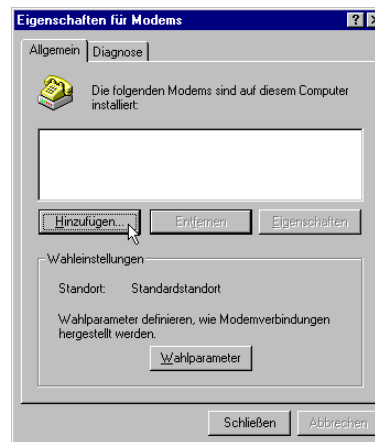 Eigenschaften für Modems
Allgemein Diagnose
Die folgenden Modems sind auf diesem Computer
installiert:
Hinzufügen... Entfernen Eigenschaften
Wahleinstellungen
Standort: Standardstandort
Wahlparameter definieren, wie Modemverbindungen
hergestellt werden.
Wahlparameter
Schließen Abbrechen